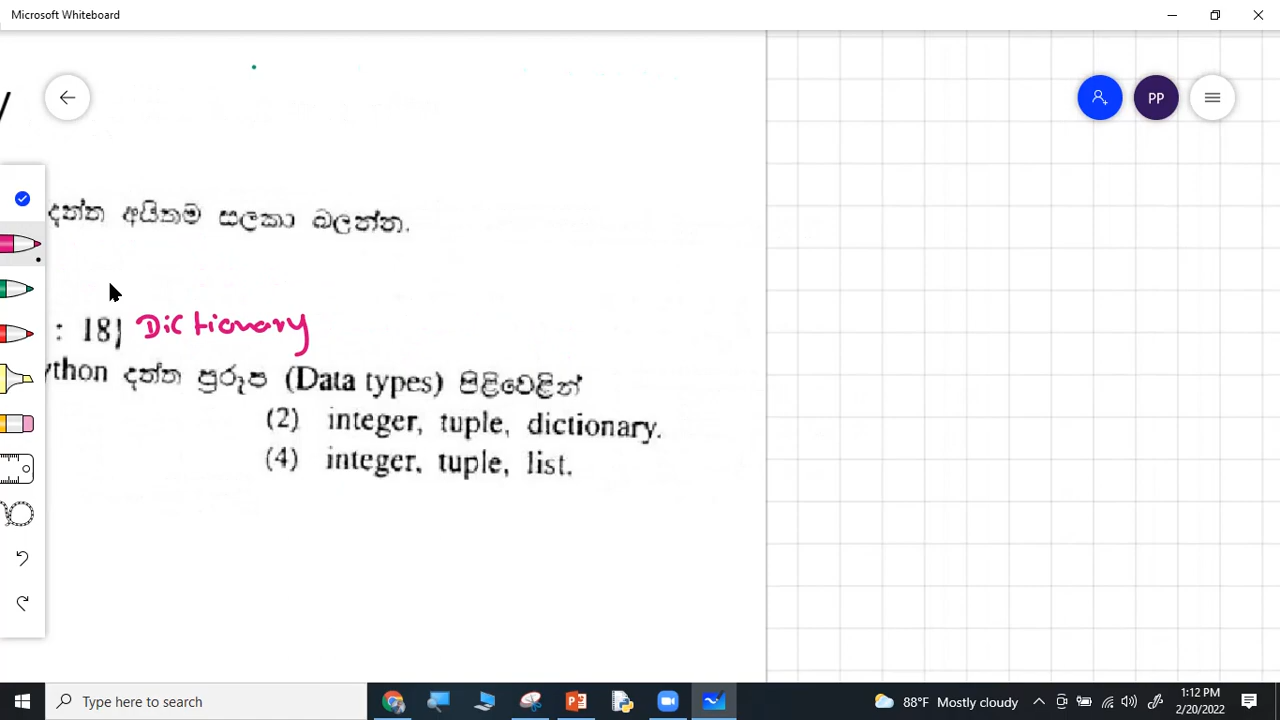 Microsoft Whiteboard
PP
දත්ත අයිතම සලකා බලන්න.
: 18} Dictionary
ython දත්ත ප්‍රරූප (Data types) පිළිවෙළින්
(2) integer, tuple, dictionary.
(4) integer, tuple, list.
Type here to search
88°F Mostly cloudy
1:12 PM
2/20/2022